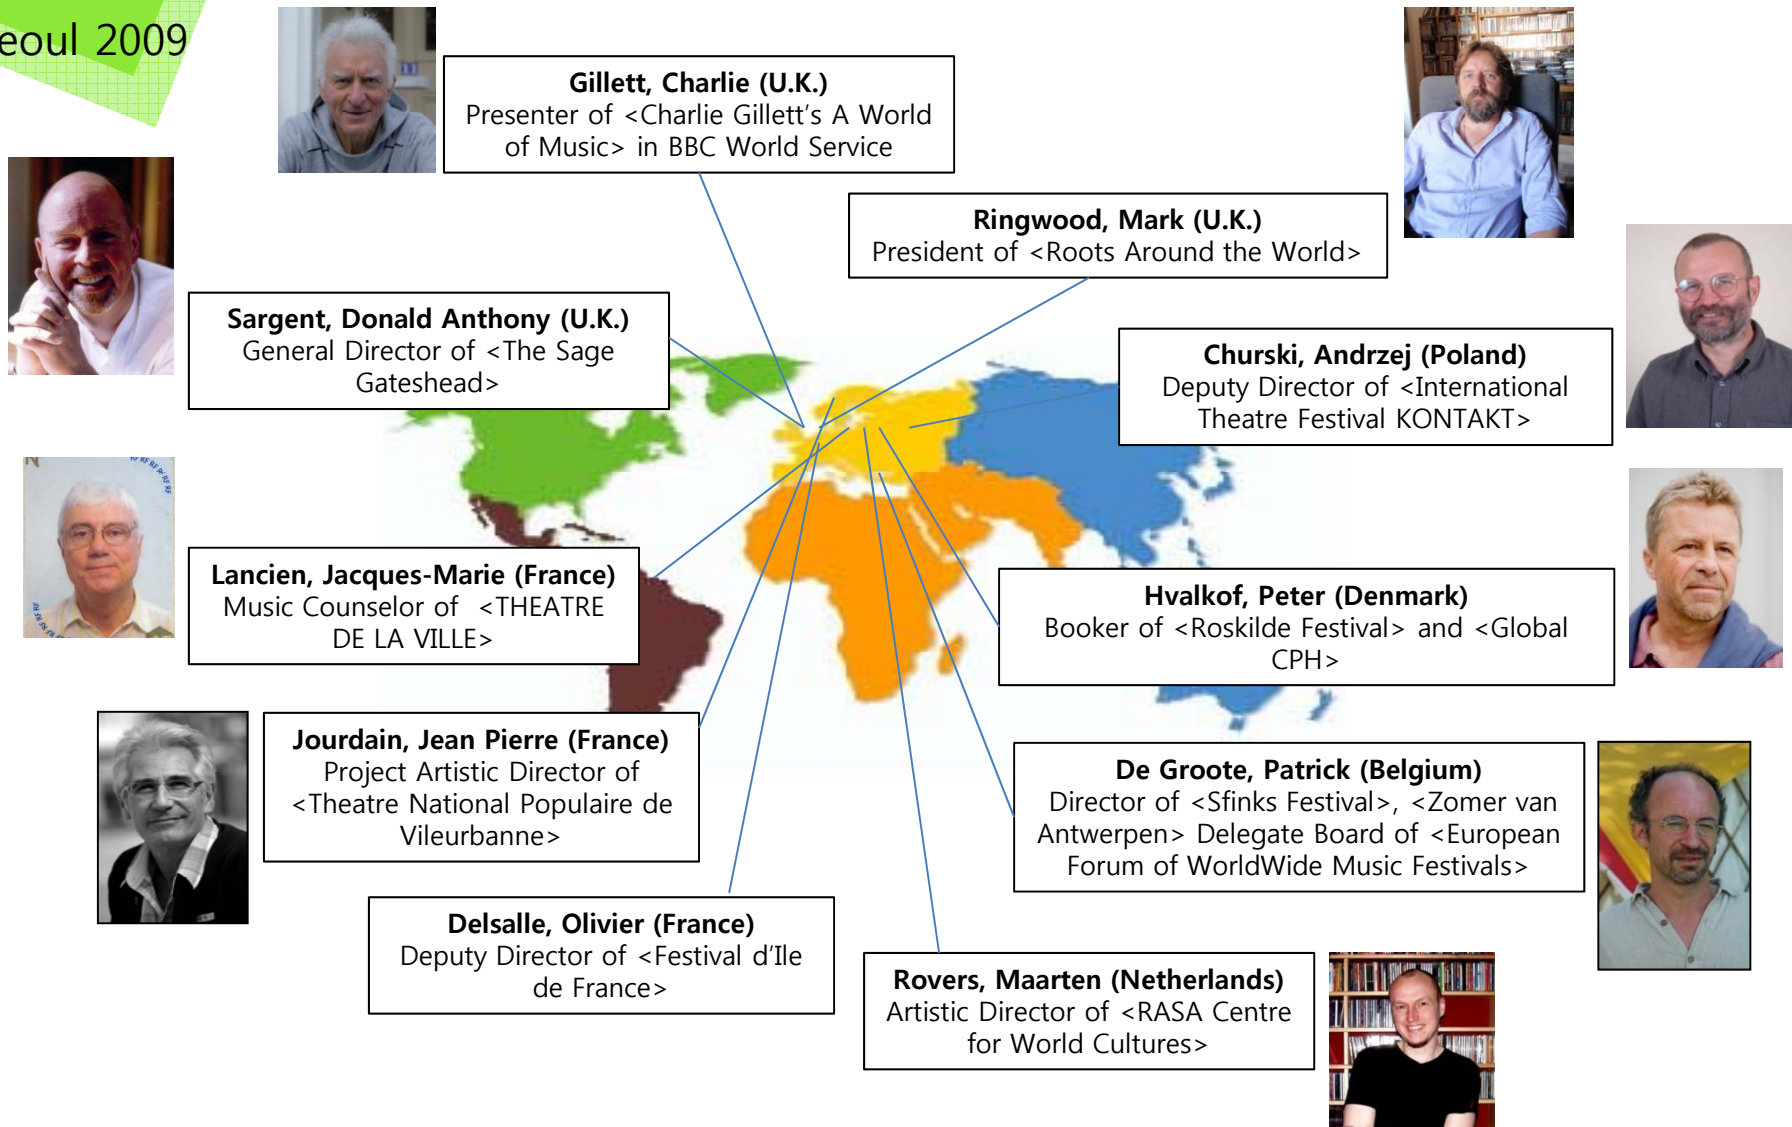 eoul 2009
Gillett, Charlie (U.K.)
Presenter of <Charlie Gillett's A World
of Music> in BBC World Service
Ringwood, Mark (U.K.)
President of <Roots Around the World>
Sargent, Donald Anthony (U.K.)
General Director of <The Sage
Gateshead>
Churski, Andrzej (Poland)
Deputy Director of <International
Theatre Festival KONTAKT>
Lancien, Jacques-Marie (France)
Music Counselor of <THEATRE
DE LA VILLE>
Hvalkof, Peter (Denmark)
Booker of <Roskilde Festival> and <Global
CPH>
Jourdain, Jean Pierre (France)
Project Artistic Director of
<Theatre National Populaire de
Vileurbanne>
De Groote, Patrick (Belgium)
Director of <Sfinks Festival>, <Zomer van
Antwerpen> Delegate Board of <European
Forum of WorldWide Music Festivals>
Delsalle, Olivier (France)
Deputy Director of <Festival d'Ile
de France>
Rovers, Maarten (Netherlands)
Artistic Director of <RASA Centre
for World Cultures>